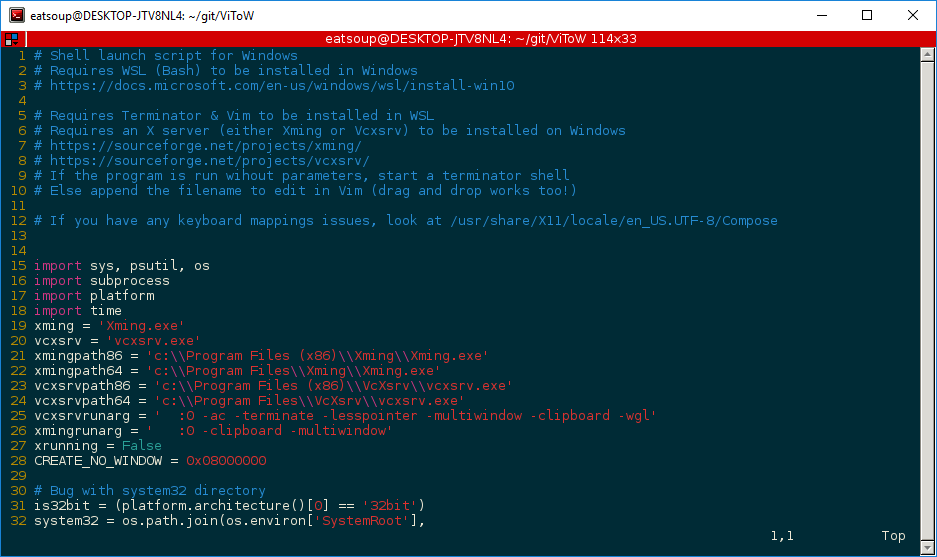 eatsoup@DESKTOP-JTV8NL4: ~/git/ViToW
eatsoup@DESKTOP-JTV8NL4: ~/git/ViToW 114x33
1 # Shell launch script for Windows
2 # Requires WSL (Bash) to be installed in Windows
3 # https://docs.microsoft.com/en-us/windows/wsl/install-win10
4
5 # Requires Terminator & Vim to be installed in WSL
6 # Requires an X server (either Xming or Vcxsrv) to be installed on Windows
7 # https://sourceforge.net/projects/xming/
8 # https://sourceforge.net/projects/vcxsrv/
9 # If the program is run wihout parameters, start a terminator shell
10 # Else append the filename to edit in Vim (drag and drop works too!)
11
12 # If you have any keyboard mappings issues, look at /usr/share/X11/locale/en_US.UTF-8/Compose
13
14
15 import sys, psutil, os
16 import subprocess
17 import platform
18 import time
19 xming = 'Xming.exe'
20 vcxsrv = 'vcxsrv.exe'
21 xmingpath86 = 'c:\\Program Files (x86)\\Xming\\Xming.exe'
22 xmingpath64 = 'c:\\Program Files\\Xming\\Xming.exe'
23 vcxsrvpath86 = 'c:\\Program Files (x86)\\VcXsrv\\vcxsrv.exe'
24 vcxsrvpath64 = 'c:\\Program Files\\VcXsrv\\vcxsrv.exe'
25 vcxsrvrunarg = '  :0 -ac -terminate -lesspointer -multiwindow -clipboard -wgl'
26 xmingrunarg = '   :0 -clipboard -multiwindow'
27 xrunning = False
28 CREATE_NO_WINDOW = 0x08000000
29
30 # Bug with system32 directory
31 is32bit = (platform.architecture()[0] == '32bit')
32 system32 = os.path.join(os.environ['SystemRoot'],
1,1 Top